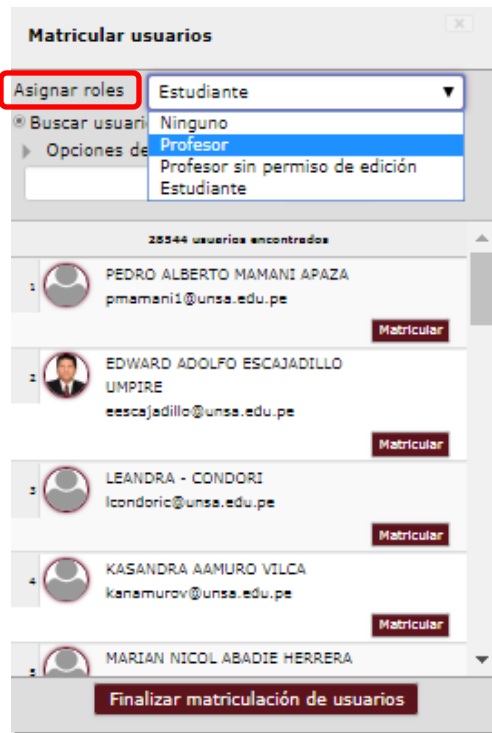 Matricular usuarios
x
Asignar roles
Estudiante
Buscar usuari
Opciones de
Ninguno
Profesor
Profesor sin permiso de edición
Estudiante
28544 usuarios encontrados
1
PEDRO ALBERTO MAMANI APAZA
pmamani1@unsa.edu.pe
Matricular
2
EDWARD ADOLFO ESCAJADILLO
UMPIRE
eescajadillo@unsa.edu.pe
Matricular
3
LEANDRA - CONDORI
lcondoric@unsa.edu.pe
Matricular
4
KASANDRA AAMURO VILCA
kanamurov@unsa.edu.pe
Matricular
5
MARIAN NICOL ABADIE HERRERA
Finalizar matriculación de usuarios